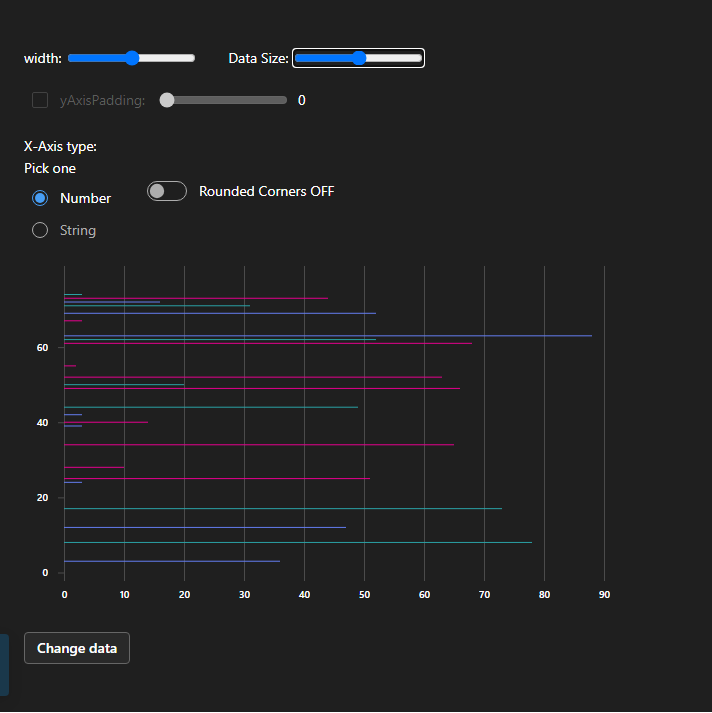 width: Data Size:
yAxisPadding: 0
X-Axis type:
Pick one
Number Rounded Corners OFF
String
60
40
20
0
0 10 20 30 40 50 60 70 80 90
Change data